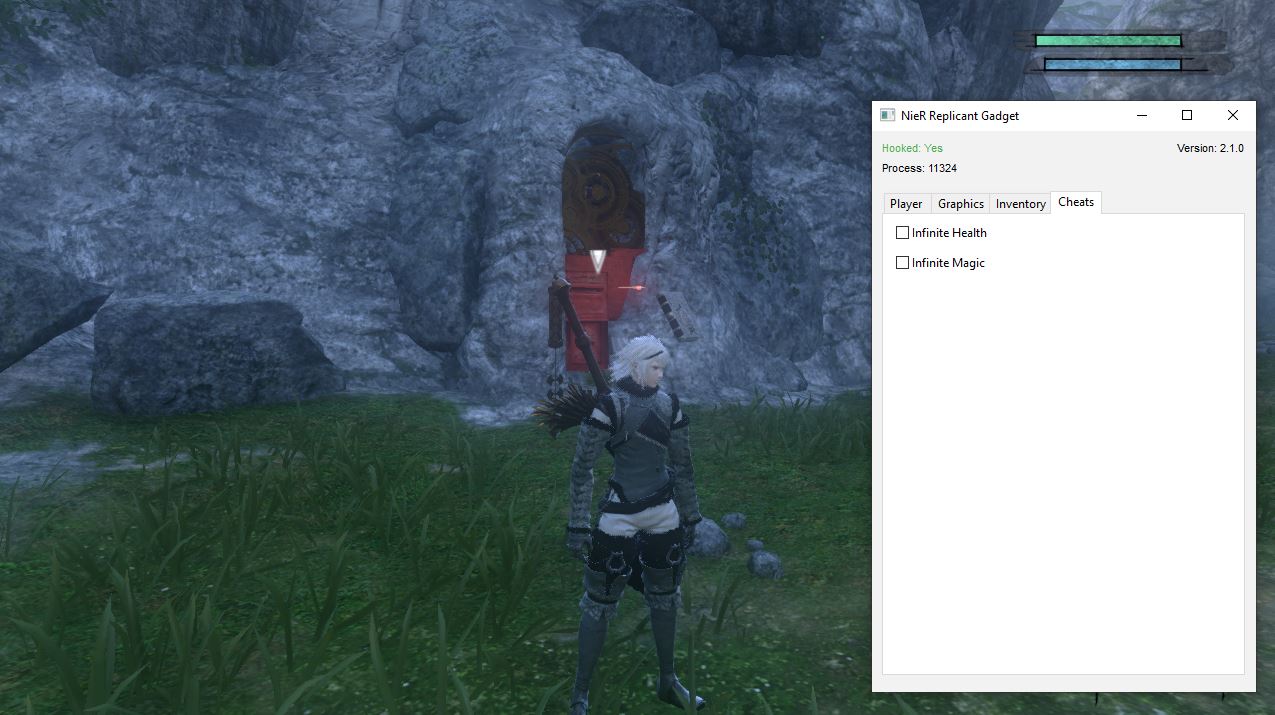 NieR Replicant Gadget
Hooked: Yes
Version: 2.1.0
Process: 11324
Player
Graphics
Inventory
Cheats
Infinite Health
Infinite Magic